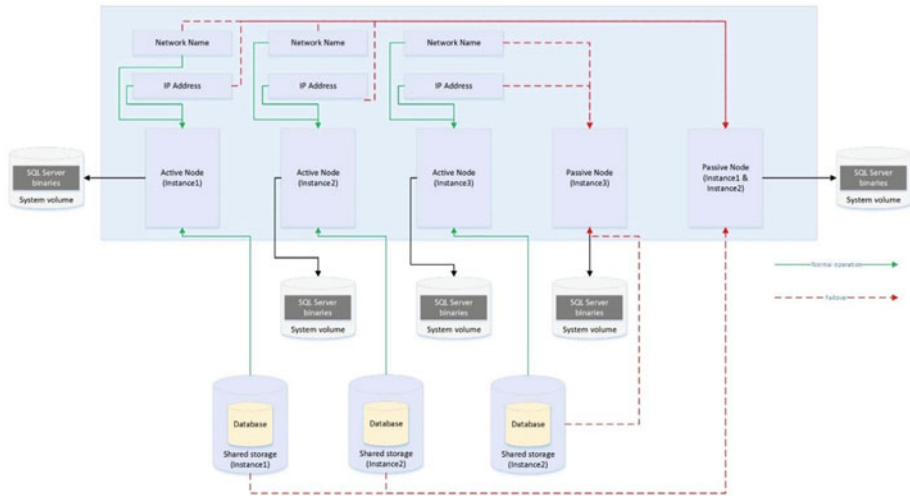 Network Name
Network Name
Network Name
IP Address
IP Address
IP Address
Active Node
(Instance1)
Active Node
(Instance2)
Active Node
(Instance3)
Passive Node
(Instance3)
Passive Node
(Instance1 &
Instance2)
SQL Server
binaries
System volume
SQL Server
binaries
System volume
Normal operation
Failover
SQL Server
binaries
System volume
SQL Server
binaries
System volume
SQL Server
binaries
System volume
Database
Shared storage
(Instance1)
Database
Shared storage
(Instance2)
Database
Shared storage
(Instance2)